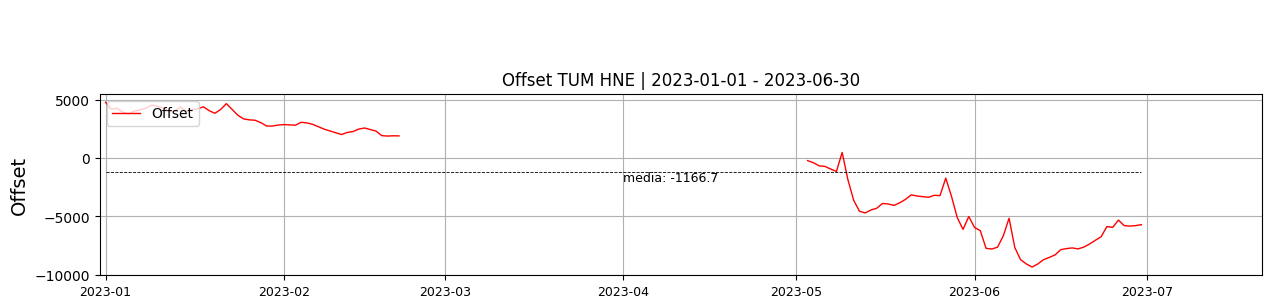 Offset TUM HNE | 2023-01-01 - 2023-06-30
5000
0
−5000
−10000
Offset
Offset
media: -1166.7
2023-01
2023-02
2023-03
2023-04
2023-05
2023-06
2023-07